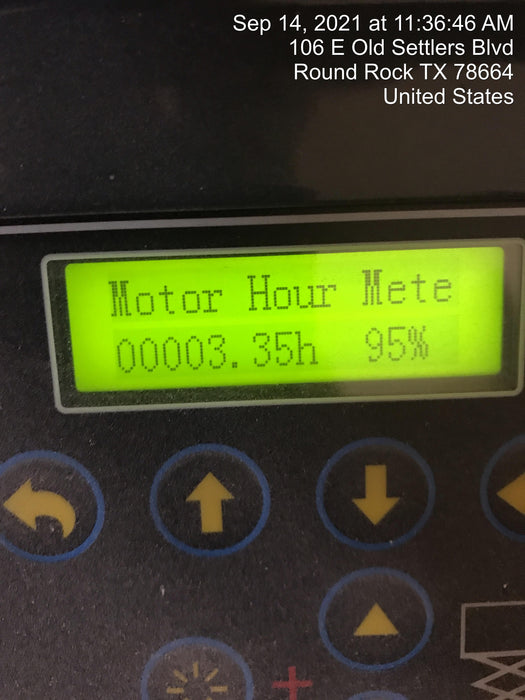 Sep 14, 2021 at 11:36:46 AM
106 E Old Settlers Blvd
Round Rock TX 78664
United States
Motor Hour Mete
00003.35h 95%